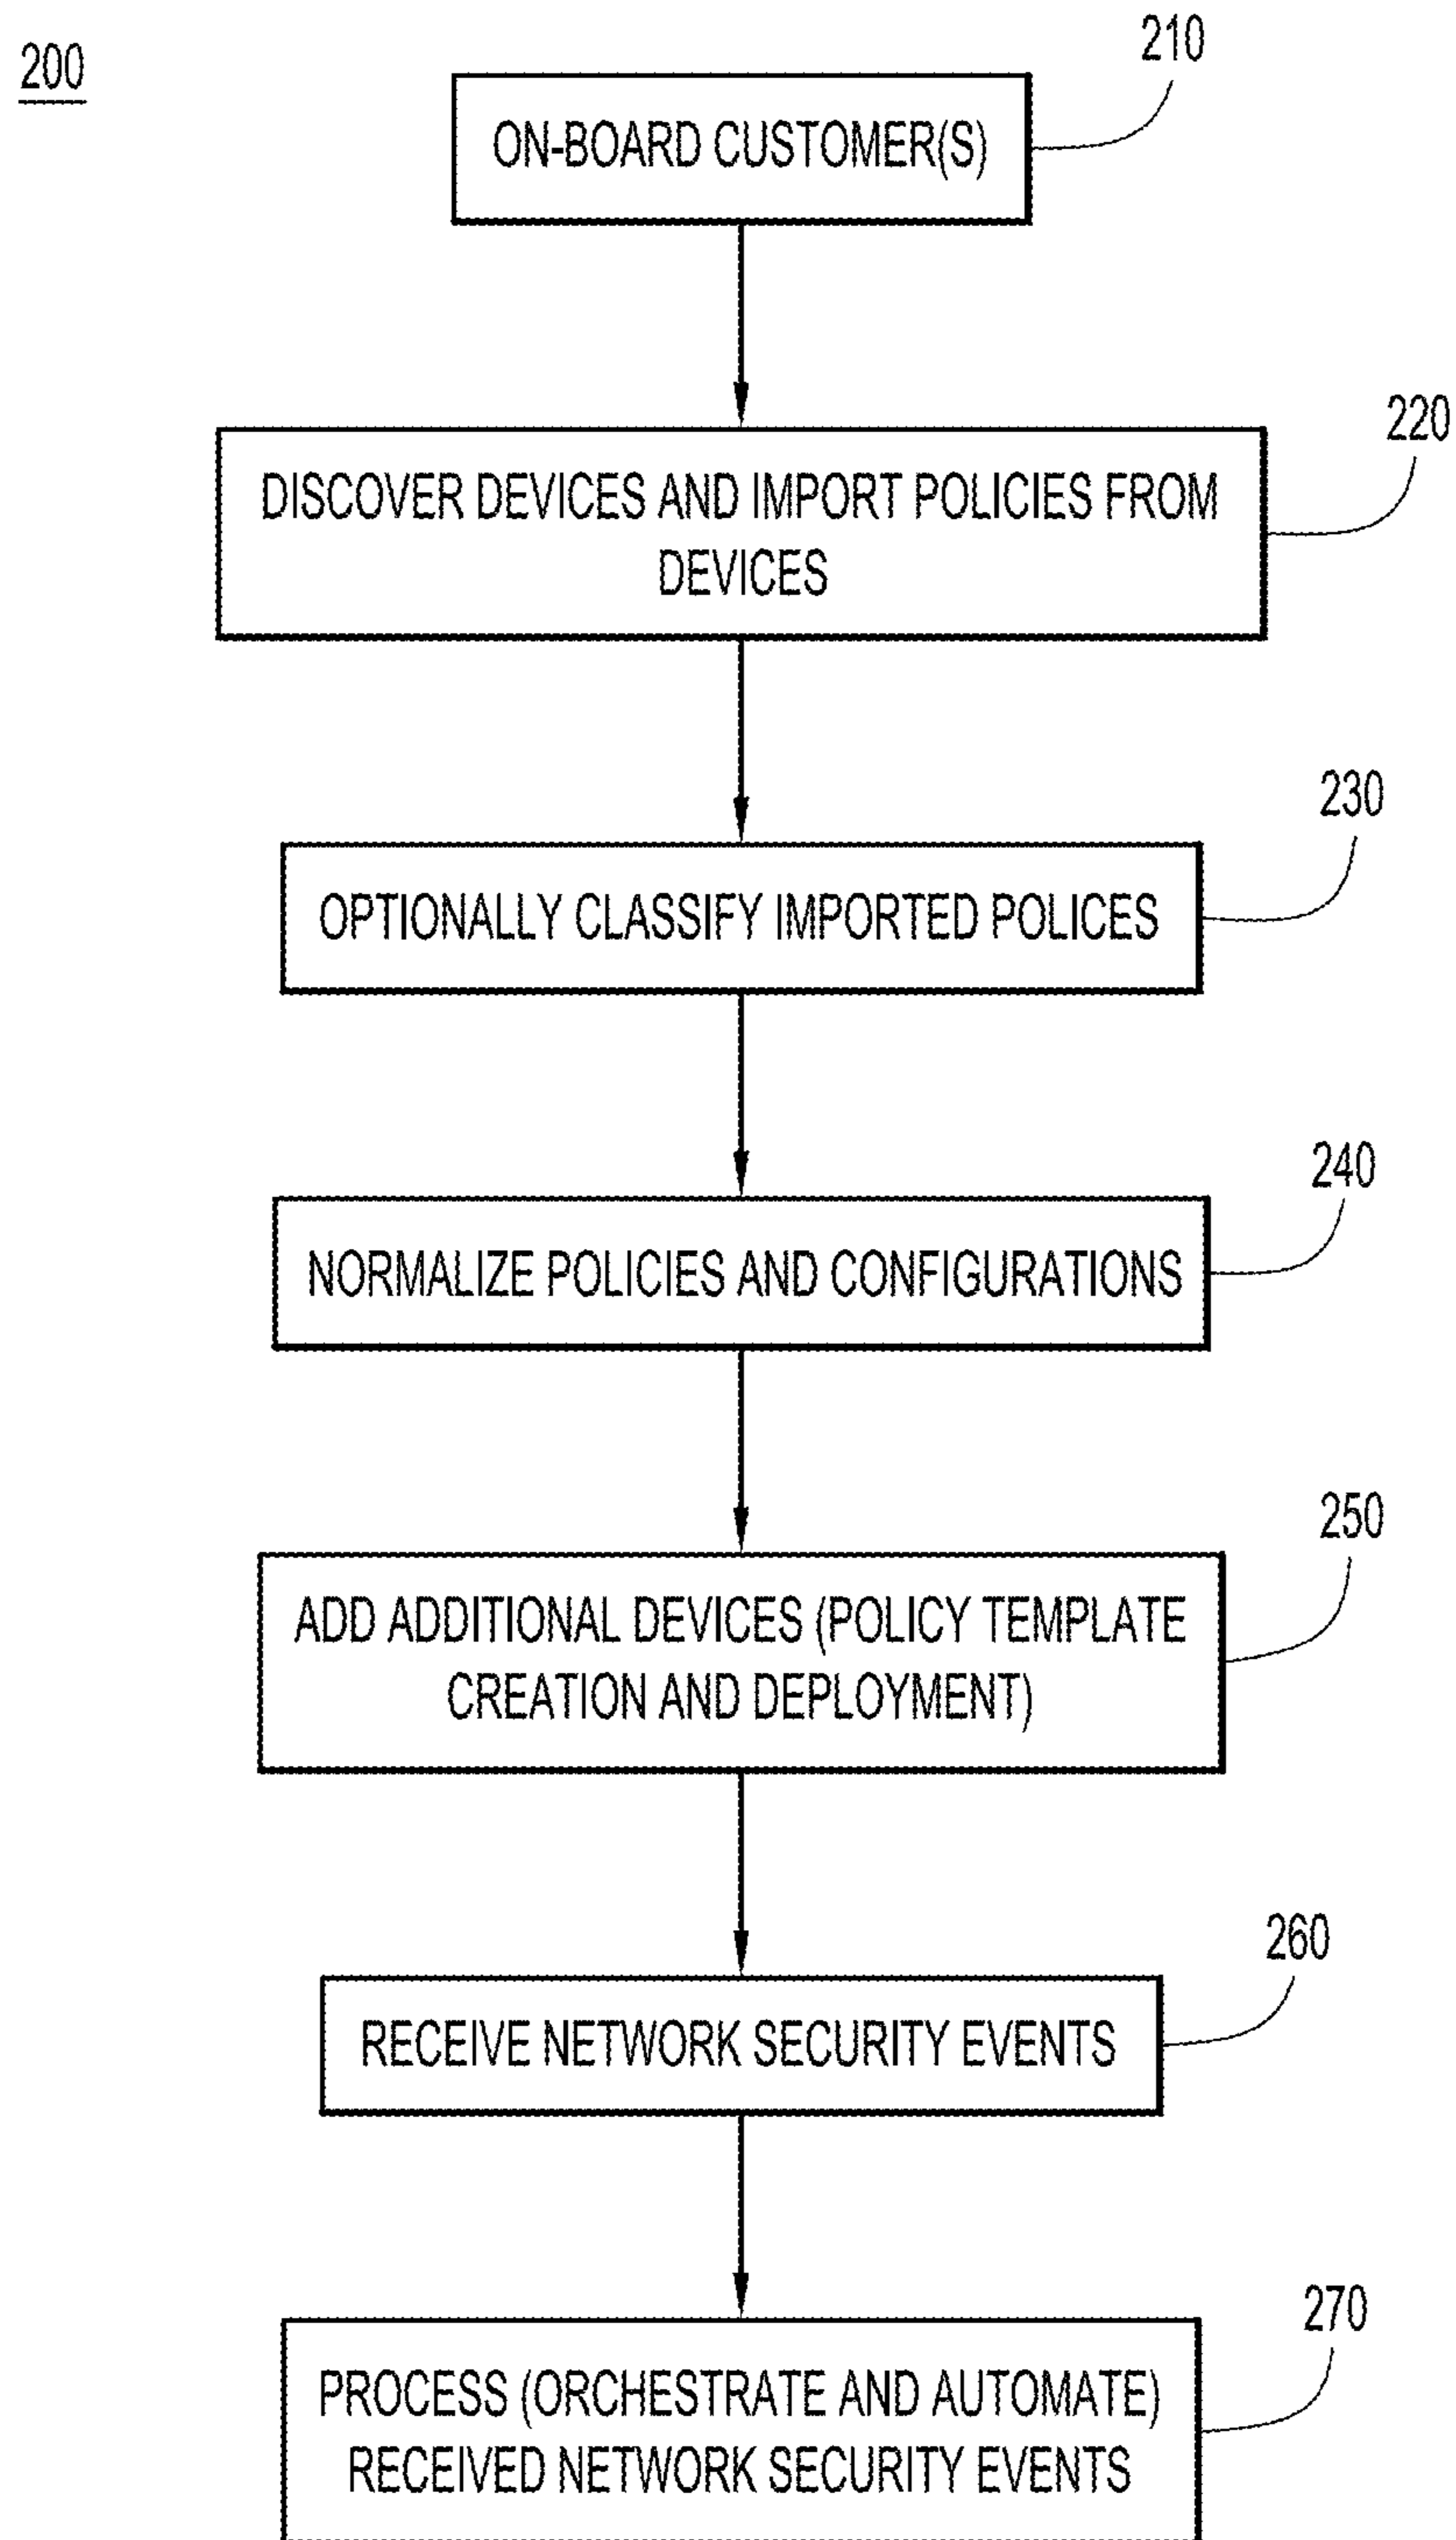 200
210
ON-BOARD CUSTOMER(S)
220
DISCOVER DEVICES AND IMPORT POLICIES FROM
DEVICES
230
OPTIONALLY CLASSIFY IMPORTED POLICES
240
NORMALIZE POLICIES AND CONFIGURATIONS
250
ADD ADDITIONAL DEVICES (POLICY TEMPLATE
CREATION AND DEPLOYMENT)
260
RECEIVE NETWORK SECURITY EVENTS
270
PROCESS (ORCHESTRATE AND AUTOMATE)
RECEIVED NETWORK SECURITY EVENTS